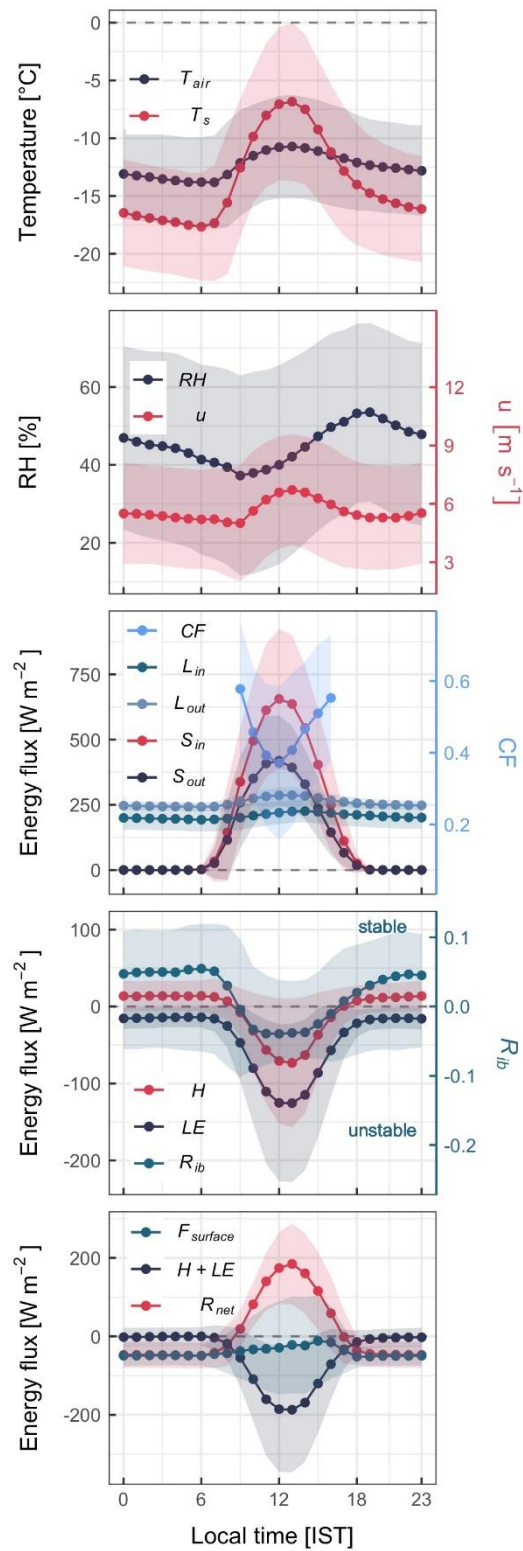 Temperature [°C]
0
-5
-10
-15
-20
T_air
T_s
RH [%]
60
40
20
RH
u
12
9
6
3
u [m s⁻¹]
Energy flux [W m⁻²]
750
500
250
0
CF
L_in
L_out
S_in
S_out
0.6
0.4
0.2
CF
Energy flux [W m⁻²]
100
0
-100
-200
stable
unstable
H
LE
R_ib
0.1
0.0
-0.1
-0.2
R_ib
Energy flux [W m⁻²]
200
0
-200
F_surface
H + LE
R_net
0 6 12 18 23
Local time [IST]